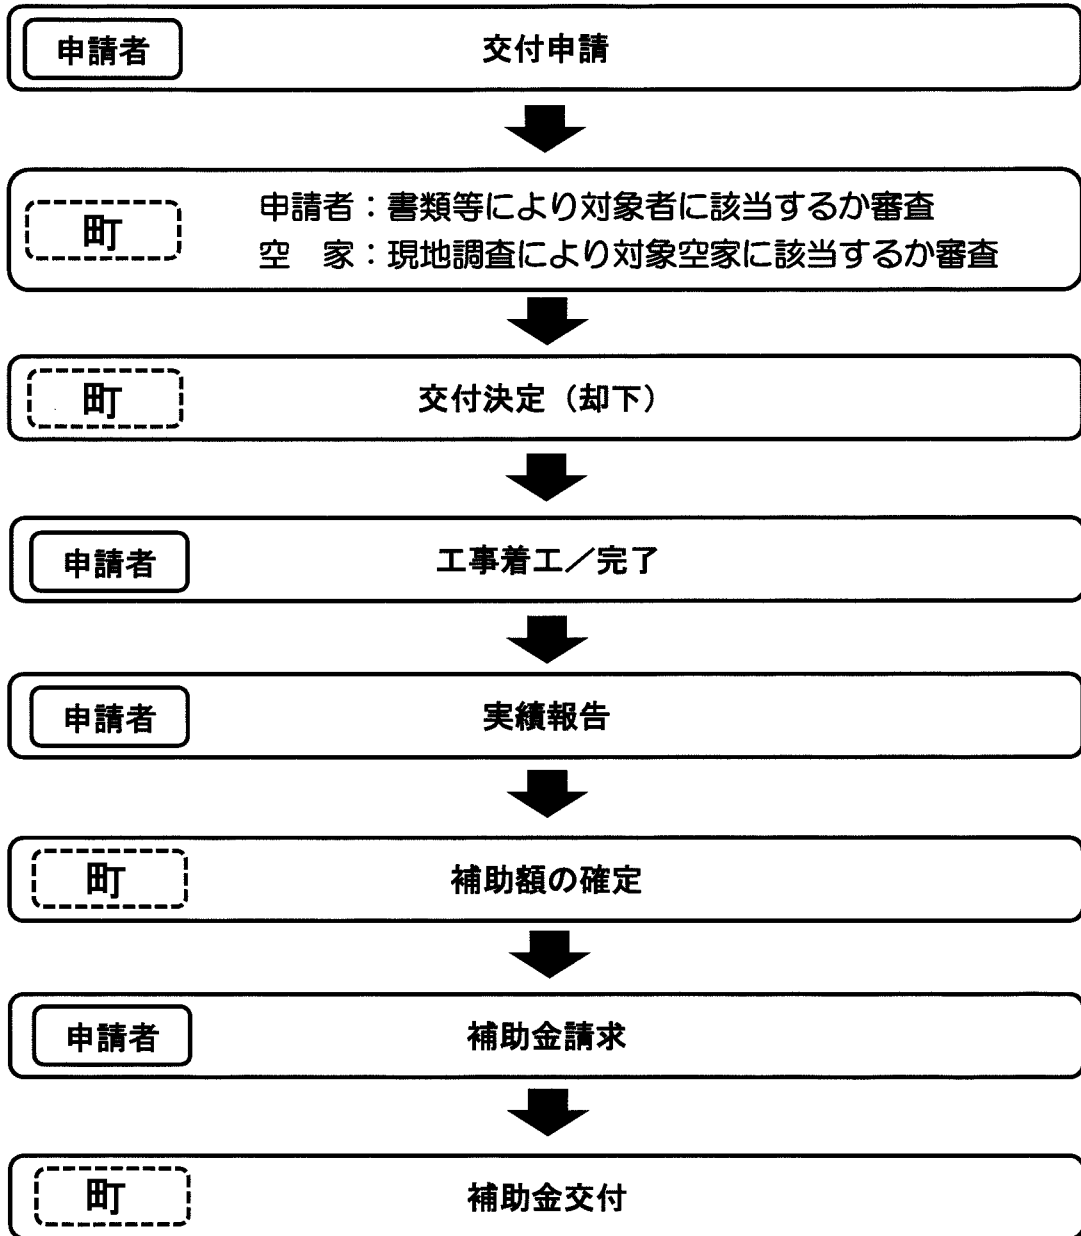 申請者 交付申請
町
申請者：書類等により対象者に該当するか審査
空　家：現地調査により対象空家に該当するか審査
町 交付決定（却下）
申請者 工事着工／完了
申請者 実績報告
町 補助額の確定
申請者 補助金請求
町 補助金交付